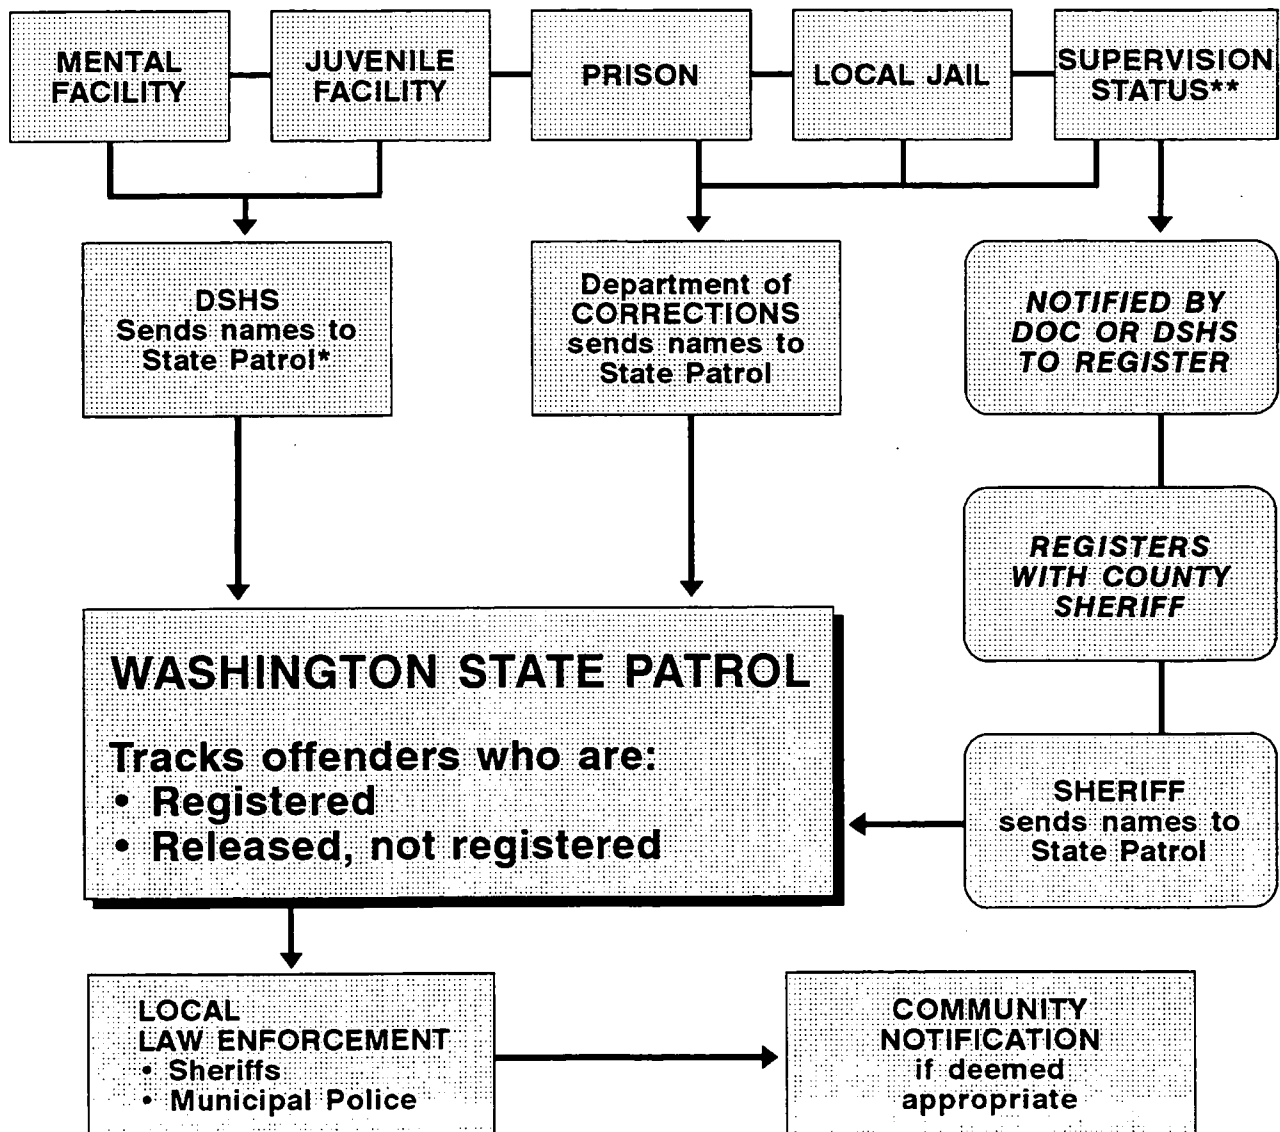 MENTAL
FACILITY
JUVENILE
FACILITY
PRISON
LOCAL JAIL
SUPERVISION
STATUS**
DSHS
Sends names to
State Patrol*
Department of
CORRECTIONS
sends names to
State Patrol
NOTIFIED BY
DOC OR DSHS
TO REGISTER
REGISTERS
WITH COUNTY
SHERIFF
WASHINGTON STATE PATROL
Tracks offenders who are:
• Registered
• Released, not registered
SHERIFF
sends names to
State Patrol
LOCAL
LAW ENFORCEMENT
• Sheriffs
• Municipal Police
COMMUNITY
NOTIFICATION
if deemed
appropriate